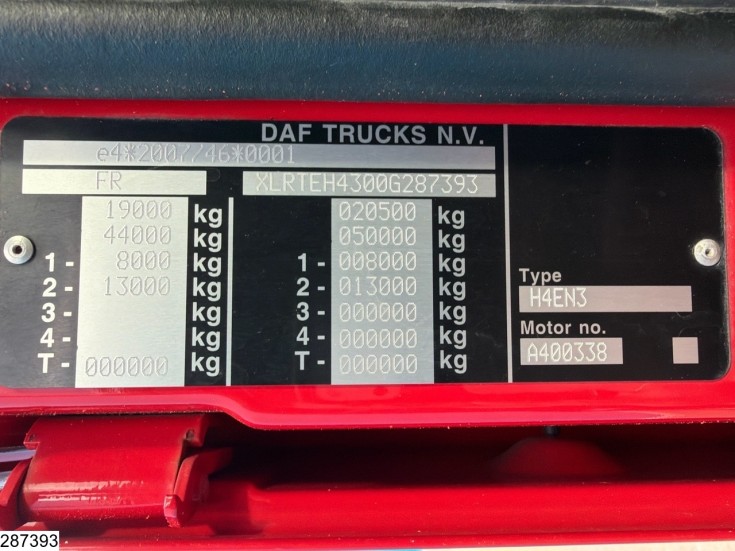 DAF TRUCKS N.V.
e4*2007/46*0001
FR XLRTEH4300G287393
19000 kg 020500 kg
44000 kg 050000 kg
1- 8000 kg 1- 008000 kg
2- 13000 kg 2- 013000 kg
3- kg 3- 000000 kg
4- kg 4- 000000 kg
T- 000000 kg T- 000000 kg
Type
H4EN3
Motor no.
A400338
287393